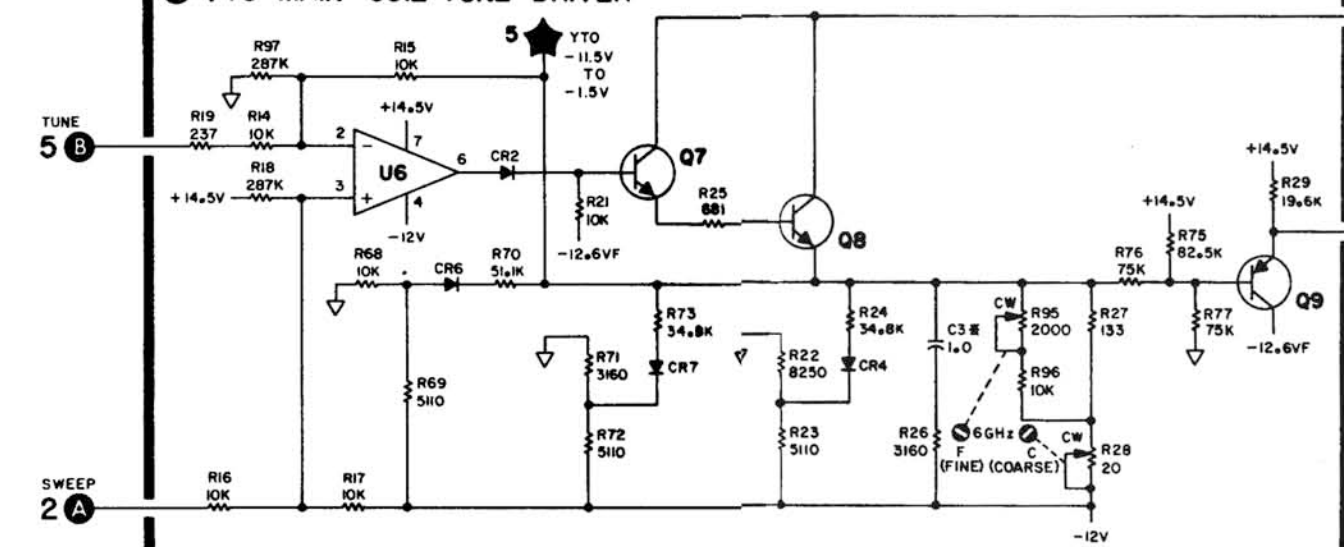 YTO MAIN COIL TUNE DRIVER
5
YTO
-11.5V
TO
-1.5V
R97
287K
R15
10K
+14.5V
TUNE
5 B
R19
237
R14
10K
2
7
-
U6
6
CR2
Q7
R18
287K
+14.5V
3
+
4
-12V
R21
10K
-12.6VF
R25
681
Q8
+14.5V
R29
19.6K
+14.5V
R75
82.5K
R76
75K
Q9
R77
75K
-12.6VF
R68
10K
CR6
R70
51.1K
R73
34.8K
R24
34.8K
C3※
1.0
CW
R95
2000
R27
133
R71
3160
CR7
R22
8250
CR4
R96
10K
R69
5110
R72
5110
R23
5110
R26
3160
6GHz
F
(FINE)
C
(COARSE)
CW
R28
20
SWEEP
2 A
R16
10K
R17
10K
-12V